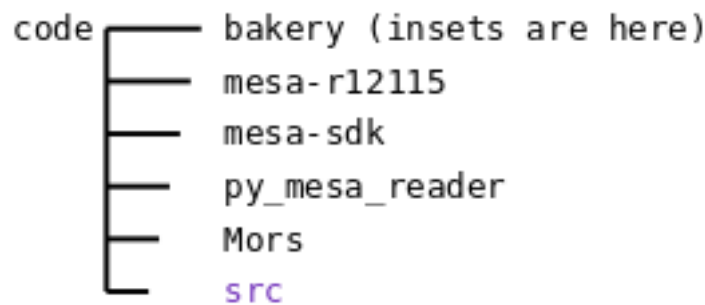 code bakery (insets are here)
mesa-r12115
mesa-sdk
py_mesa_reader
Mors
src